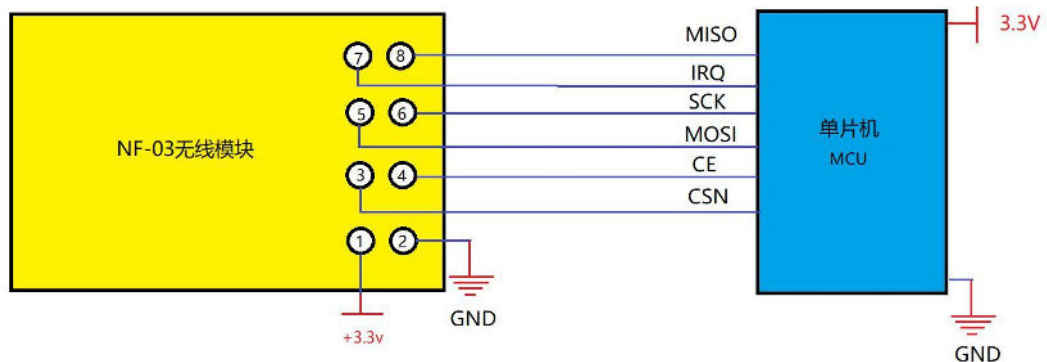 NF-03无线模块
7 8
5 6
3 4
1 2
+3.3v
GND
MISO
IRQ
SCK
MOSI
CE
CSN
单片机
MCU
3.3V
GND